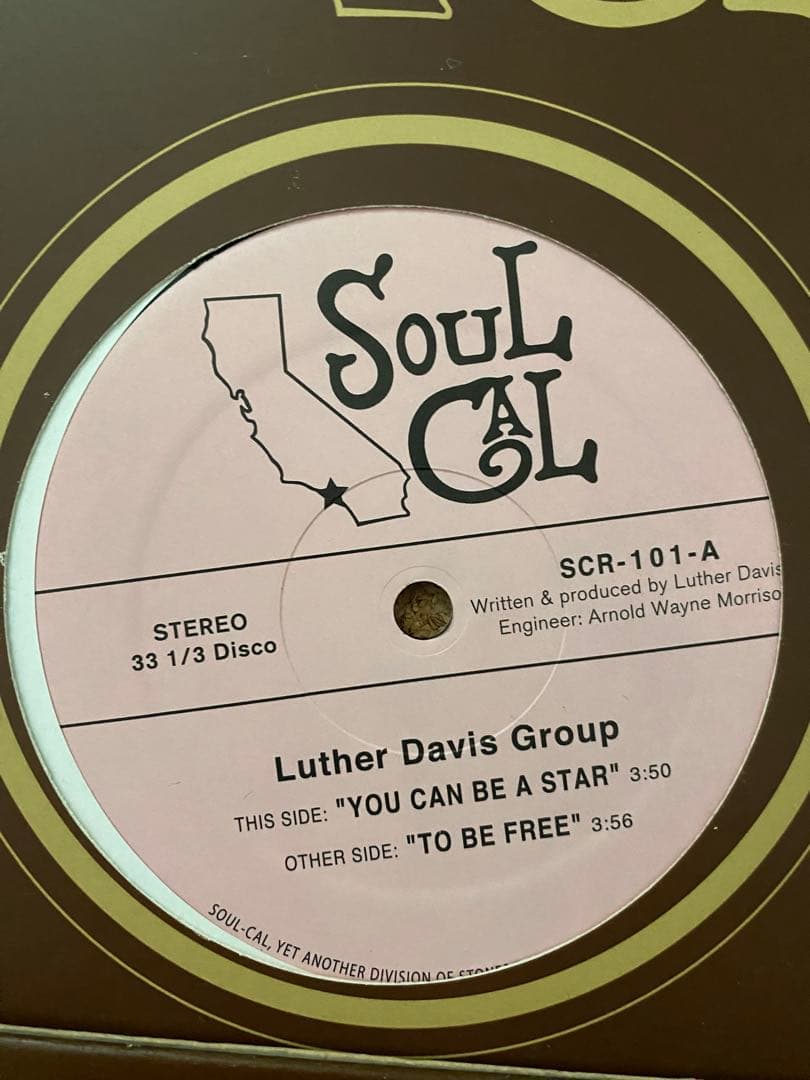 SOUL
CAL
SCR-101-A
Written & produced by Luther Davis
Engineer: Arnold Wayne
STEREO
33 1/3 Disco
Luther Davis Group
THIS SIDE: "YOU CAN BE A STAR" 3:50
OTHER SIDE: "TO BE FREE" 3:56
SOUL-CAL, YET ANOTHER DIVISION OF